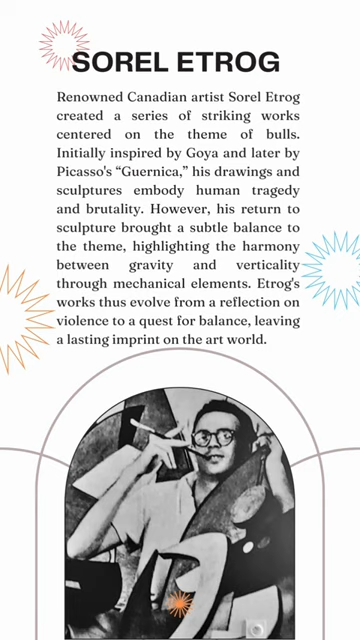 SOREL ETROG
Renowned Canadian artist Sorel Etrog
created a series of striking works
centered on the theme of bulls.
Initially inspired by Goya and later by
Picasso's “Guernica,” his drawings and
sculptures embody human tragedy
and brutality. However, his return to
sculpture brought a subtle balance to
the theme, highlighting the harmony
between gravity and verticality
through mechanical elements. Etrog's
works thus evolve from a reflection on
violence to a quest for balance, leaving
a lasting imprint on the art world.